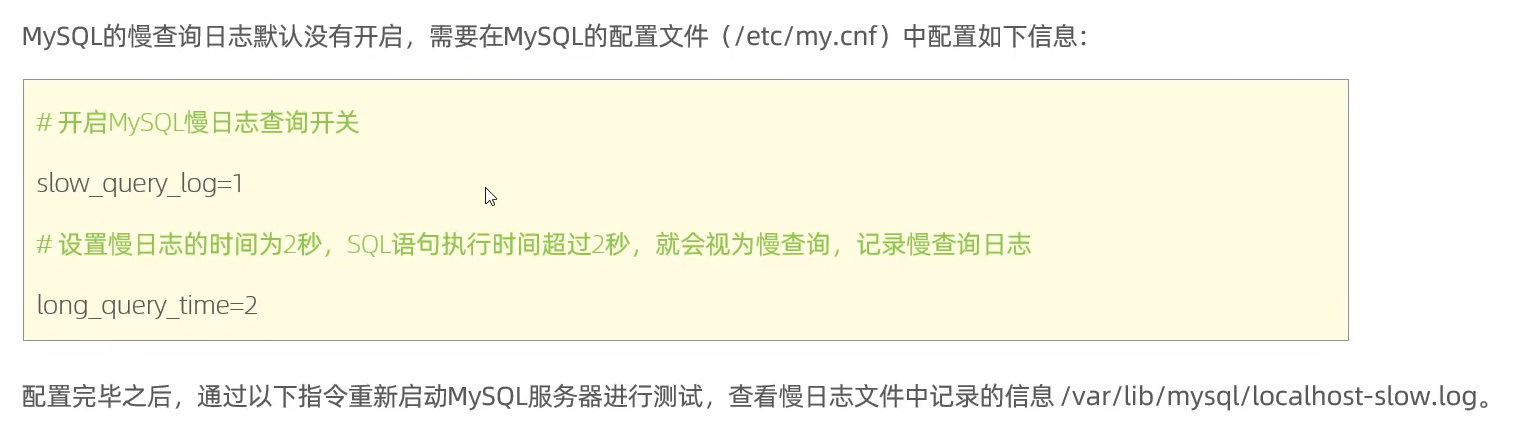 MySQL的慢查询日志默认没有开启，需要在MySQL的配置文件（/etc/my.cnf）中配置如下信息：
# 开启MySQL慢日志查询开关
slow_query_log=1
# 设置慢日志的时间为2秒，SQL语句执行时间超过2秒，就会视为慢查询，记录慢查询日志
long_query_time=2
配置完毕之后，通过以下指令重新启动MySQL服务器进行测试，查看慢日志文件中记录的信息 /var/lib/mysql/localhost-slow.log。